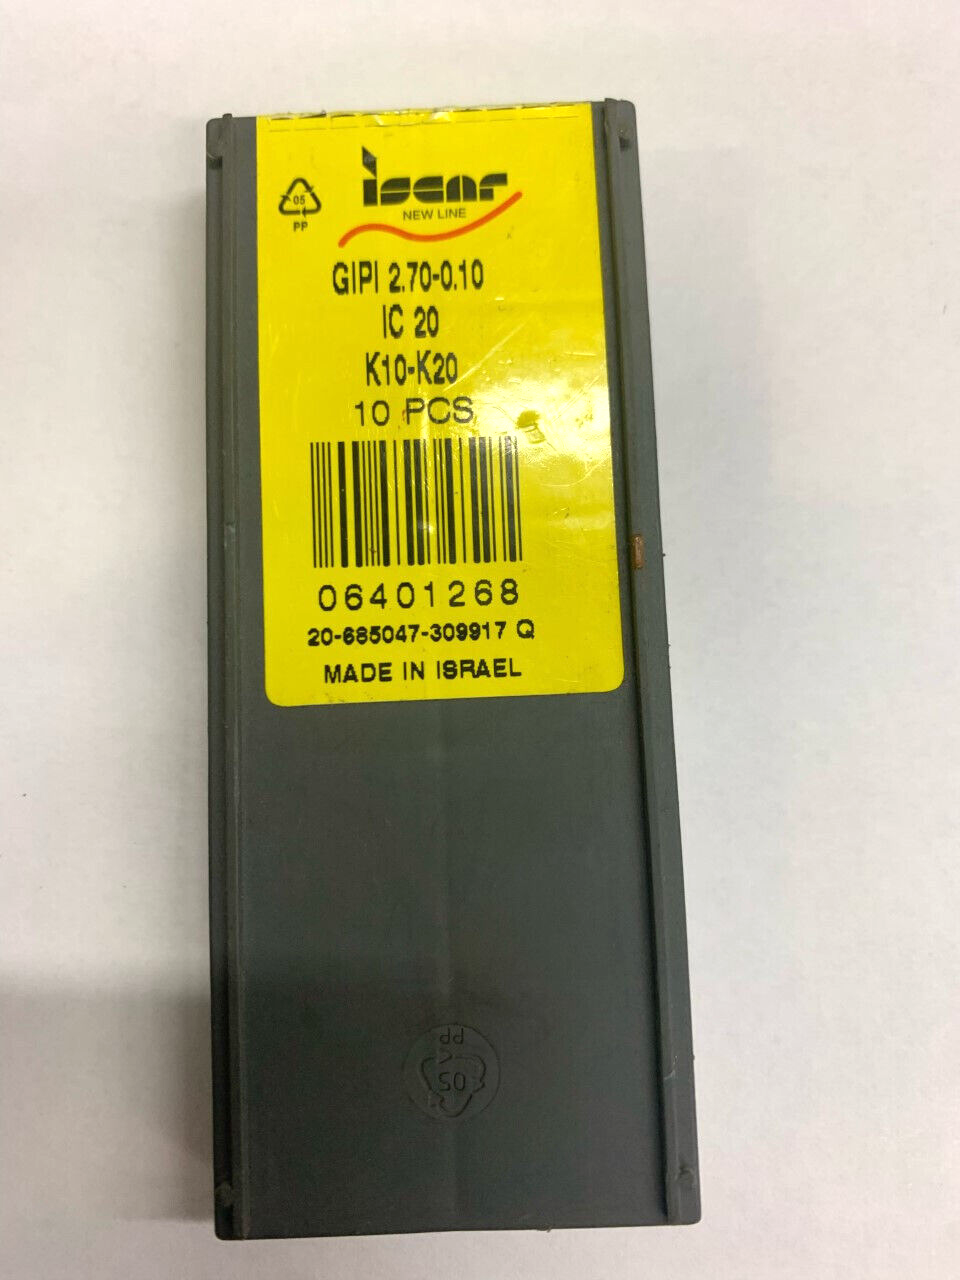 05
PP
iscar
NEW LINE
GIPI 2.70-0.10
IC 20
K10-K20
10 PCS
06401268
20-685047-309917 Q
MADE IN ISRAEL
PP
05